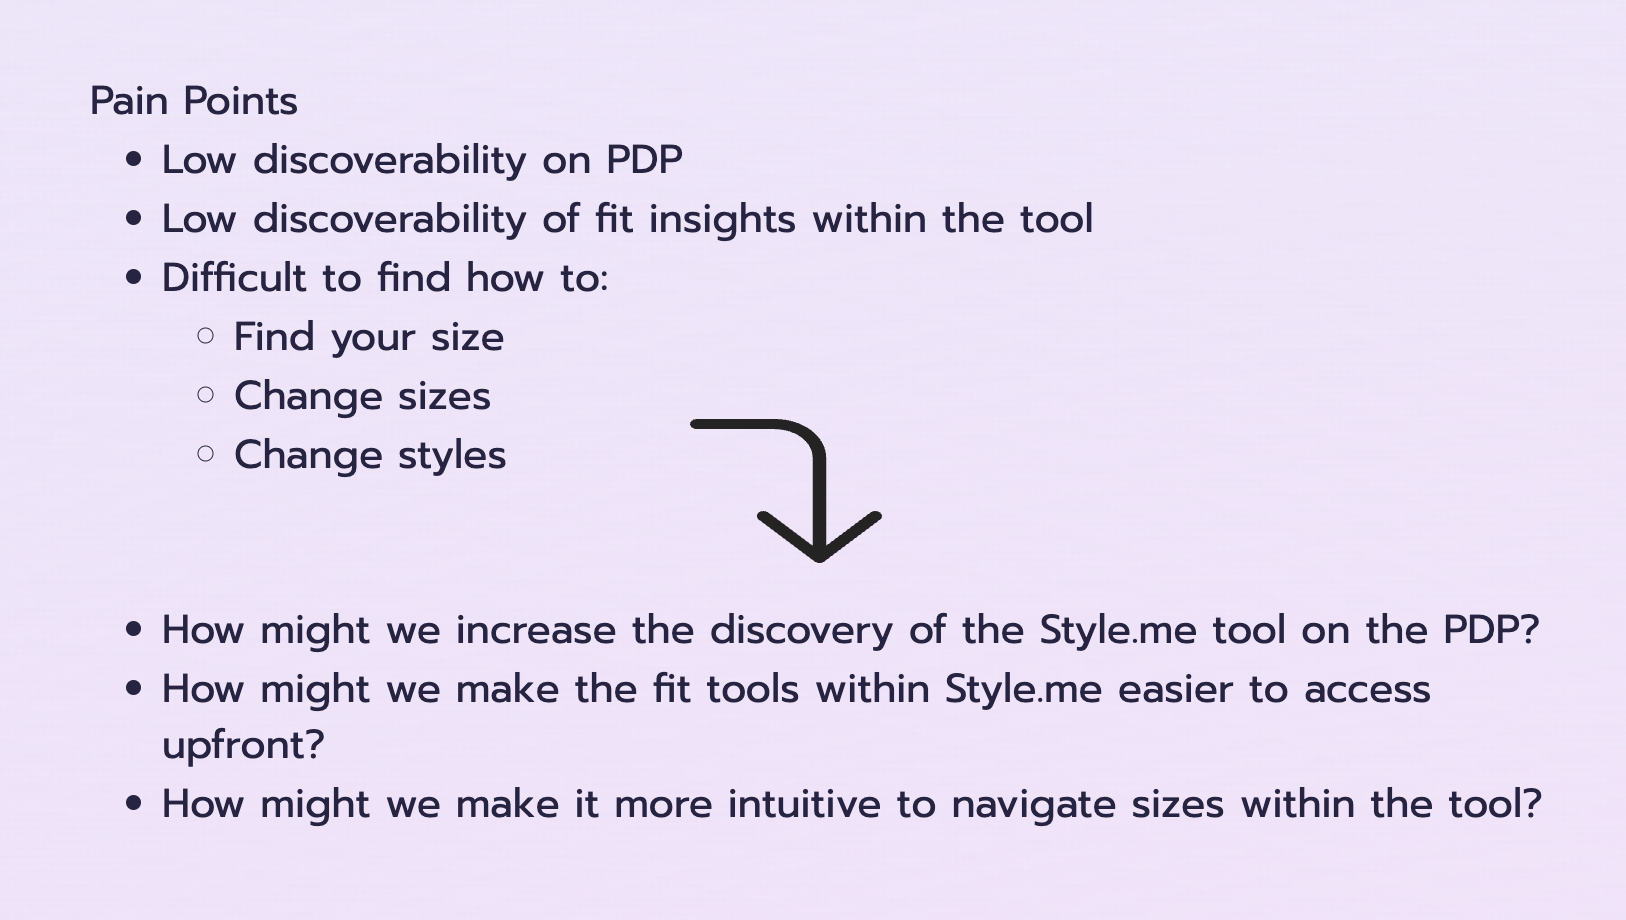 Pain Points
• Low discoverability on PDP
• Low discoverability of fit insights within the tool
• Difficult to find how to:
○ Find your size
○ Change sizes
○ Change styles
• How might we increase the discovery of the Style.me tool on the PDP?
• How might we make the fit tools within Style.me easier to access
upfront?
• How might we make it more intuitive to navigate sizes within the tool?